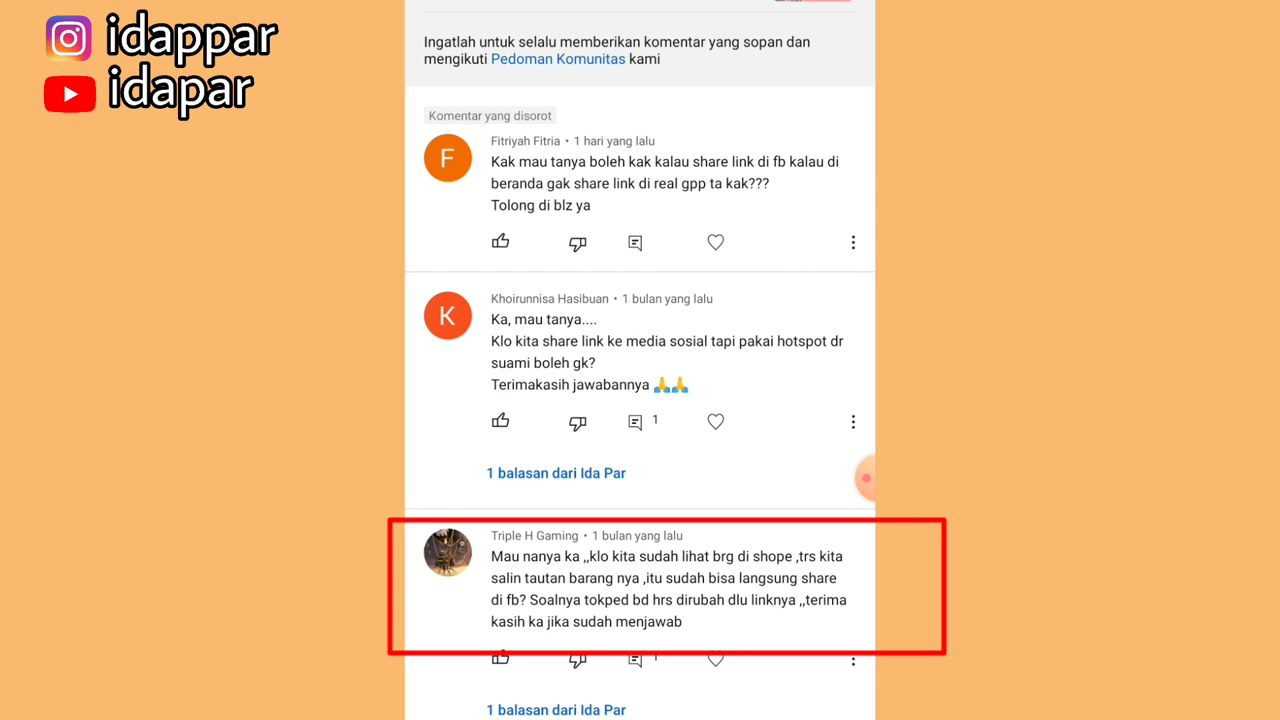 idappar
idapar
Ingatlah untuk selalu memberikan komentar yang sopan dan
mengikuti Pedoman Komunitas kami
Komentar yang disorot
F
Fitriyah Fitria • 1 hari yang lalu
Kak mau tanya boleh kak kalau share link di fb kalau di
beranda gak share link di real gpp ta kak???
Tolong di blz ya
K
Khoirunnisa Hasibuan • 1 bulan yang lalu
Ka, mau tanya....
Klo kita share link ke media sosial tapi pakai hotspot dr
suami boleh gk?
Terimakasih jawabannya 🙏🙏
1
1 balasan dari Ida Par
Triple H Gaming • 1 bulan yang lalu
Mau nanya ka ,,klo kita sudah lihat brg di shope ,trs kita
salin tautan barang nya ,itu sudah bisa langsung share
di fb? Soalnya tokped bd hrs dirubah dlu linknya ,,terima
kasih ka jika sudah menjawab
1
1 balasan dari Ida Par